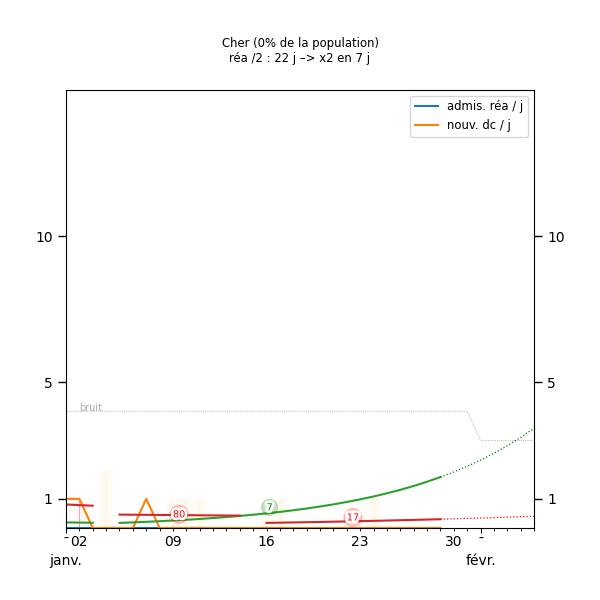 Cher (0% de la population)
réa /2 : 22 j –> x2 en 7 j
admis. réa / j
nouv. dc / j
10 10
5 5
bruit
1 1
80 7 17
- 02 09 16 23 30 -
janv. févr.